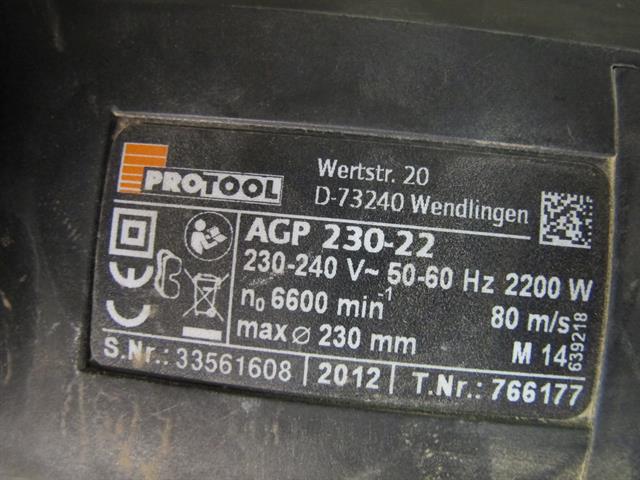 PROTOOL
Wertstr. 20
D-73240 Wendlingen
AGP 230-22
230-240 V~ 50-60 Hz 2200 W
n₀ 6600 min⁻¹ 80 m/s
max ⌀ 230 mm M 14
639218
S.Nr.: 33561608 | 2012 | T.Nr.: 766177